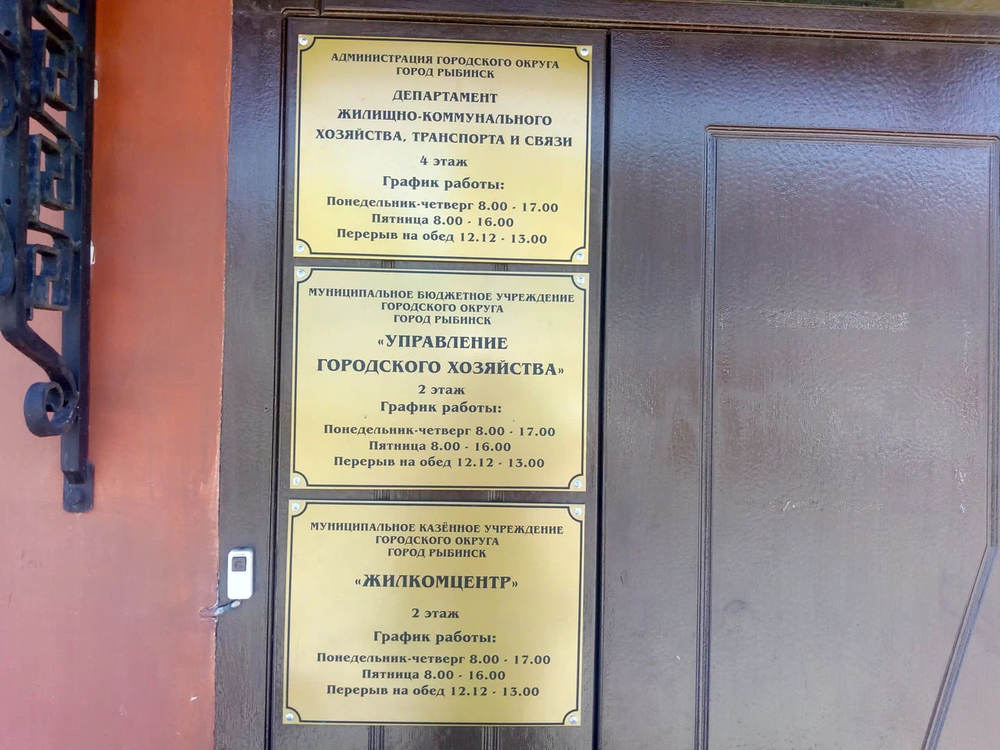 АДМИНИСТРАЦИЯ ГОРОДСКОГО ОКРУГА
ГОРОД РЫБИНСК
ДЕПАРТАМЕНТ
ЖИЛИЩНО-КОММУНАЛЬНОГО
ХОЗЯЙСТВА, ТРАНСПОРТА И СВЯЗИ
4 этаж
График работы:
Понедельник-четверг 8.00 - 17.00
Пятница 8.00 - 16.00
Перерыв на обед 12.12 - 13.00
МУНИЦИПАЛЬНОЕ БЮДЖЕТНОЕ УЧРЕЖДЕНИЕ
ГОРОДСКОГО ОКРУГА
ГОРОД РЫБИНСК
«УПРАВЛЕНИЕ
ГОРОДСКОГО ХОЗЯЙСТВА»
2 этаж
График работы:
Понедельник-четверг 8.00 - 17.00
Пятница 8.00 - 16.00
Перерыв на обед 12.12 - 13.00
МУНИЦИПАЛЬНОЕ КАЗЁННОЕ УЧРЕЖДЕНИЕ
ГОРОДСКОГО ОКРУГА
ГОРОД РЫБИНСК
«ЖИЛКОМЦЕНТР»
2 этаж
График работы:
Понедельник-четверг 8.00 - 17.00
Пятница 8.00 - 16.00
Перерыв на обед 12.12 - 13.00